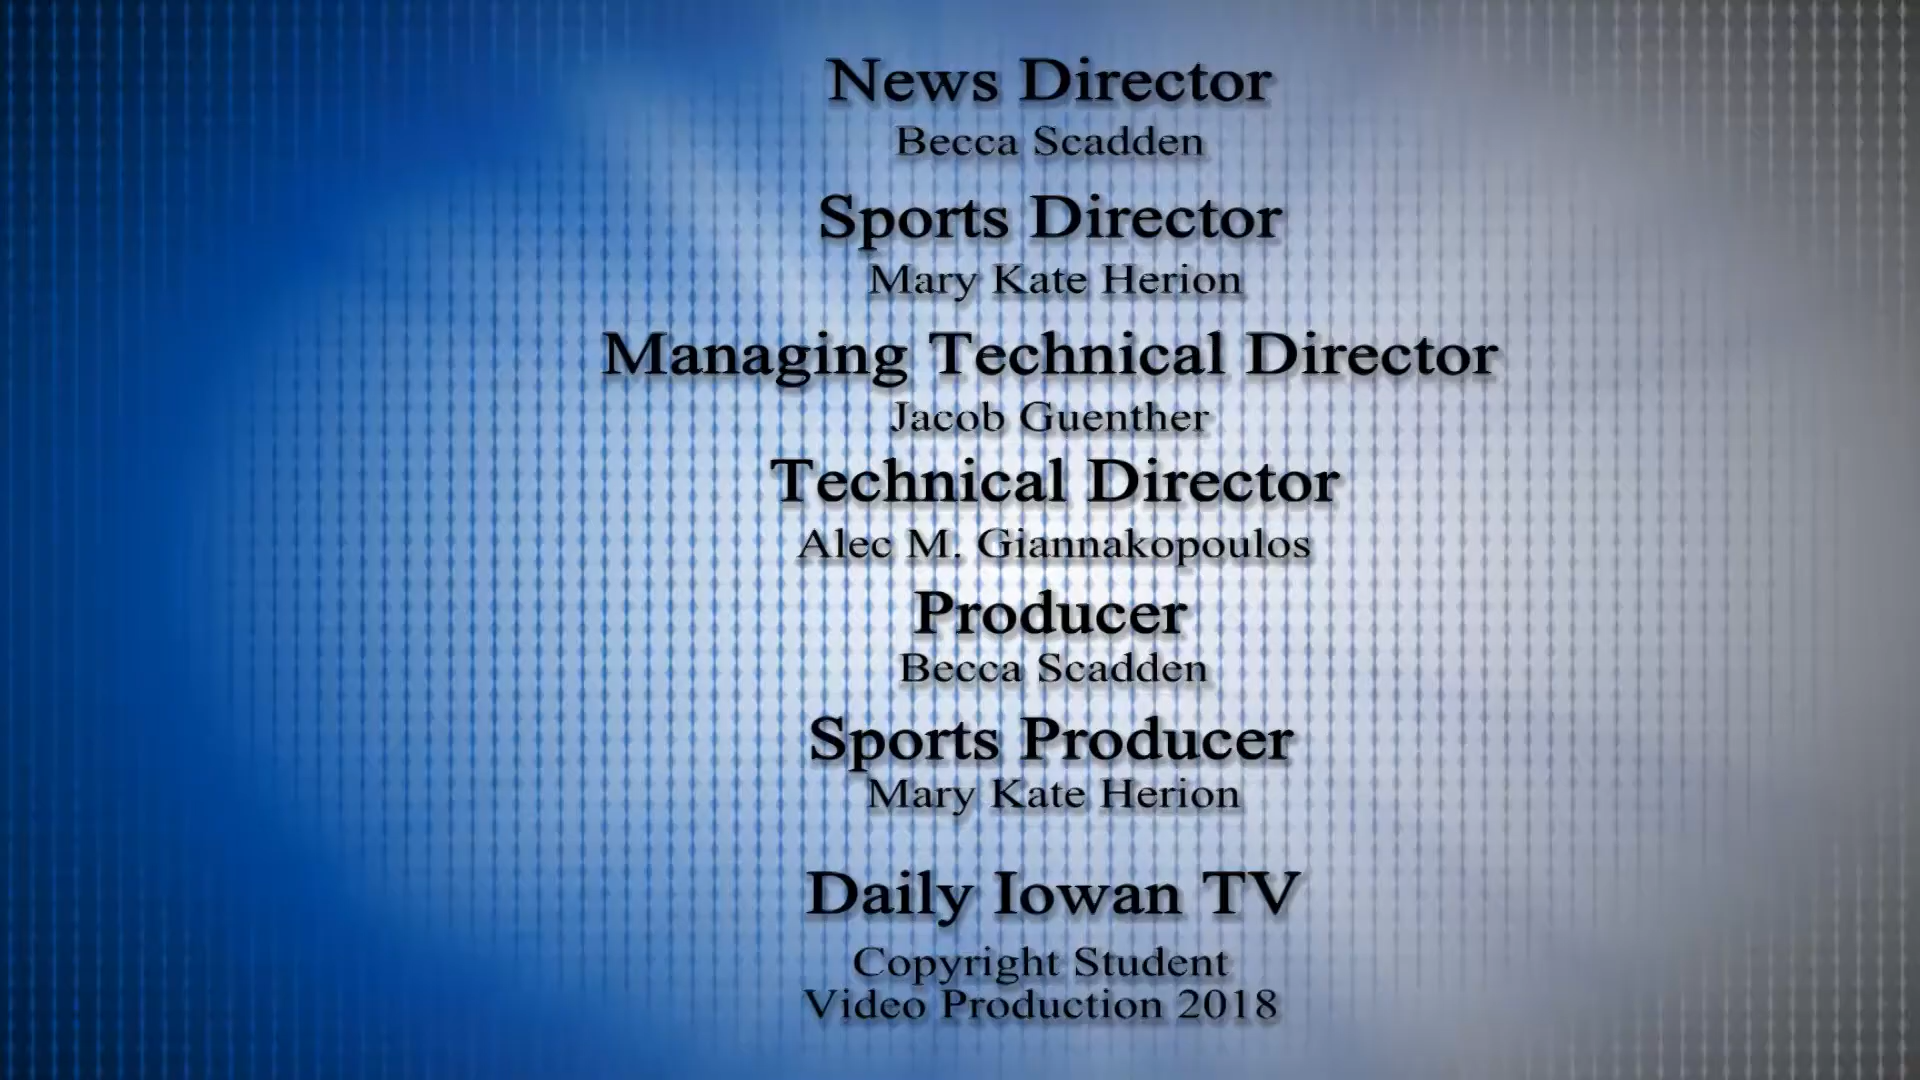 News Director
Becca Scadden
Sports Director
Mary Kate Herion
Managing Technical Director
Jacob Guenther
Technical Director
Alec M. Giannakopoulos
Producer
Becca Scadden
Sports Producer
Mary Kate Herion
Daily Iowan TV
Copyright Student
Video Production 2018